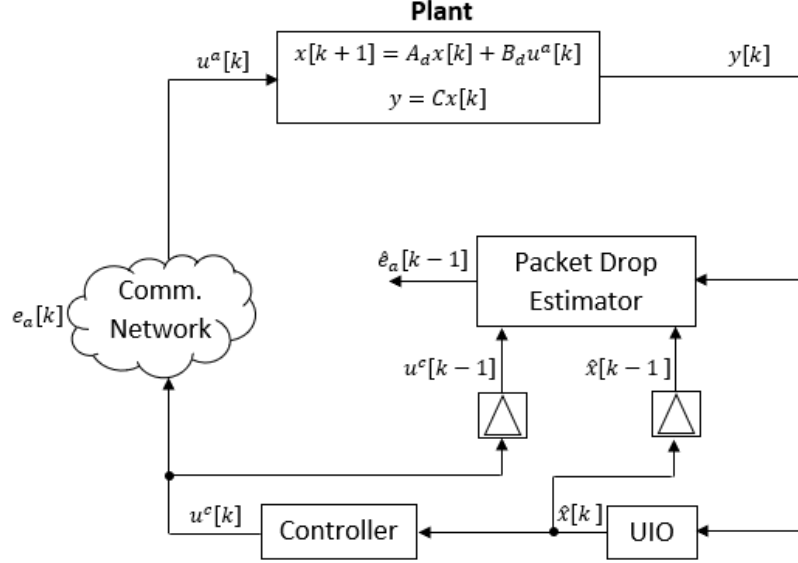 Plant
x[k + 1] = A_d x[k] + B_d u^a[k]
y = Cx[k]
u^a[k]
y[k]
Comm.
Network
e_a[k]
ê_a[k − 1]
Packet Drop
Estimator
u^c[k − 1]
x̂[k − 1]
△
△
u^c[k]
Controller
x̂[k]
UIO